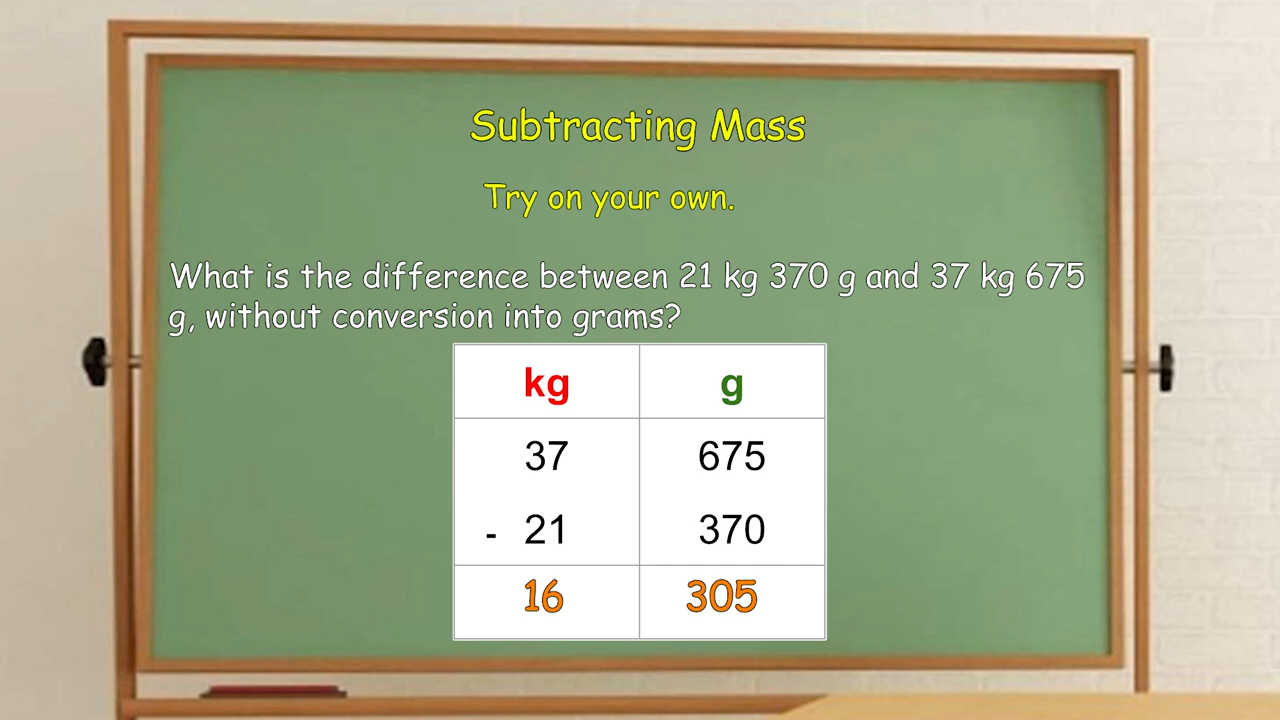 Subtracting Mass
Try on your own.
What is the difference between 21 kg 370 g and 37 kg 675
g, without conversion into grams?
kg g
37 675
- 21 370
16 305